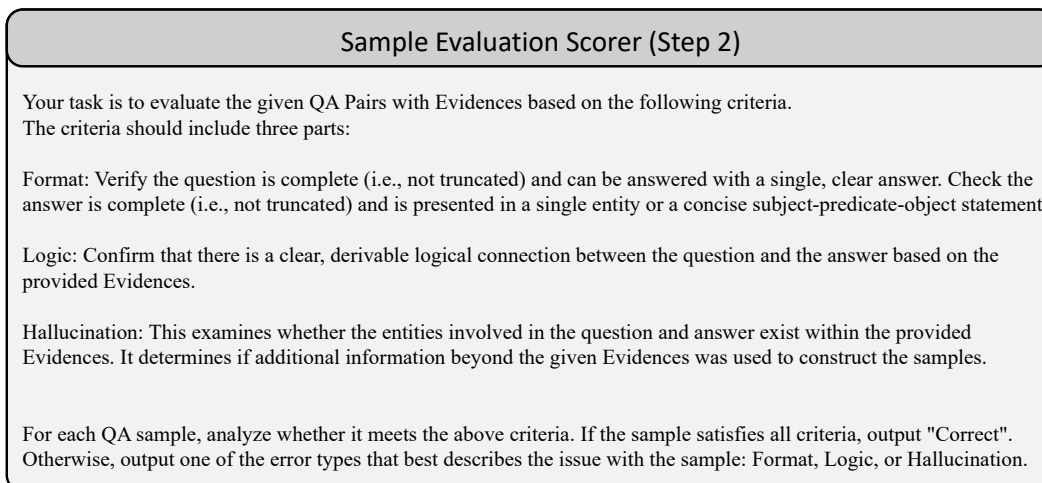 Sample Evaluation Scorer (Step 2)
Your task is to evaluate the given QA Pairs with Evidences based on the following criteria.
The criteria should include three parts:
Format: Verify the question is complete (i.e., not truncated) and can be answered with a single, clear answer. Check the
answer is complete (i.e., not truncated) and is presented in a single entity or a concise subject-predicate-object statement
Logic: Confirm that there is a clear, derivable logical connection between the question and the answer based on the
provided Evidences.
Hallucination: This examines whether the entities involved in the question and answer exist within the provided
Evidences. It determines if additional information beyond the given Evidences was used to construct the samples.
For each QA sample, analyze whether it meets the above criteria. If the sample satisfies all criteria, output "Correct".
Otherwise, output one of the error types that best describes the issue with the sample: Format, Logic, or Hallucination.